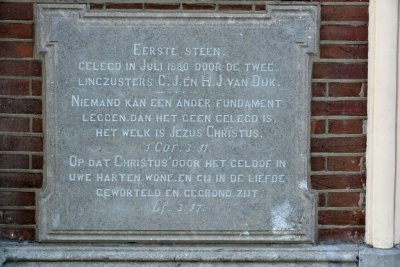 EERSTE STEEN.
GELEGD IN JULI 1880 DOOR DE TWEE
LINCZUSTERS C.J. EN H.J VAN DIJK.
NIEMAND KAN EEN ANDER FUNDAMENT
LEGGEN, DAN HET GEEN GELEGD IS,
HET WELK IS JEZUS CHRISTUS.
1 Cor. 3:11.
OP DAT CHRISTUS DOOR HET GELOOF IN
UWE HARTEN WONE, EN GIJ IN DE LIEFDE
GEWORTELD EN GEGROND ZIJT.
Ef. 3:17.